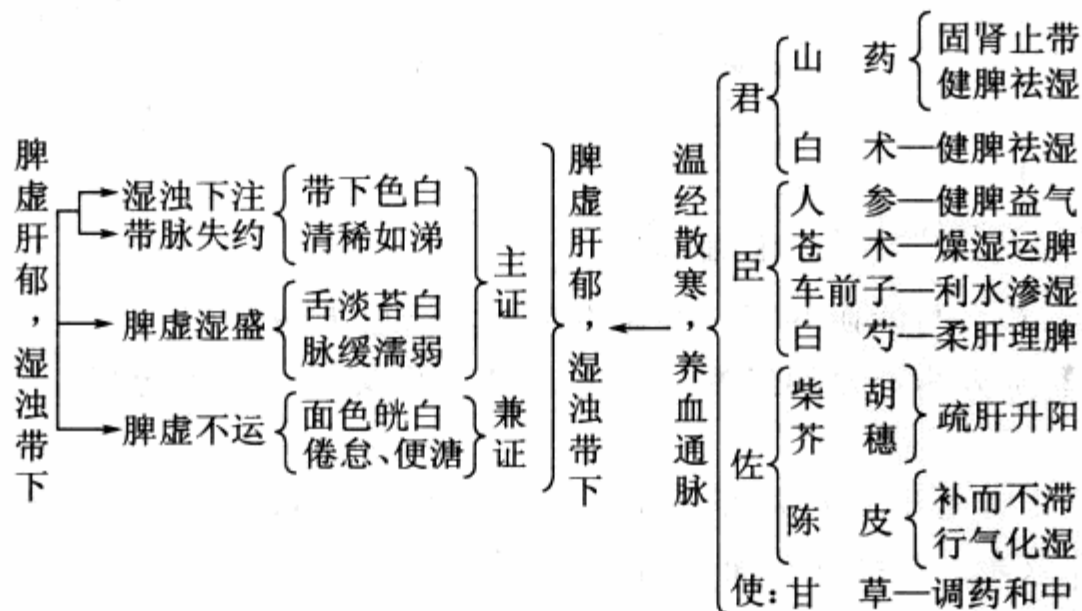 脾虚肝郁，湿浊带下
湿浊下注
带脉失约
带下色白
清稀如涕
脾虚湿盛
舌淡苔白
脉缓濡弱
主证
脾虚不运
面色㿠白
倦怠、便溏
兼证
脾虚肝郁，湿浊带下
温经散寒，养血通脉
君
山药
固肾止带
健脾祛湿
白术—健脾祛湿
臣
人参—健脾益气
苍术—燥湿运脾
车前子—利水渗湿
白芍—柔肝理脾
佐
柴胡
芥穗
疏肝升阳
陈皮
补而不滞
行气化湿
使：甘草—调药和中